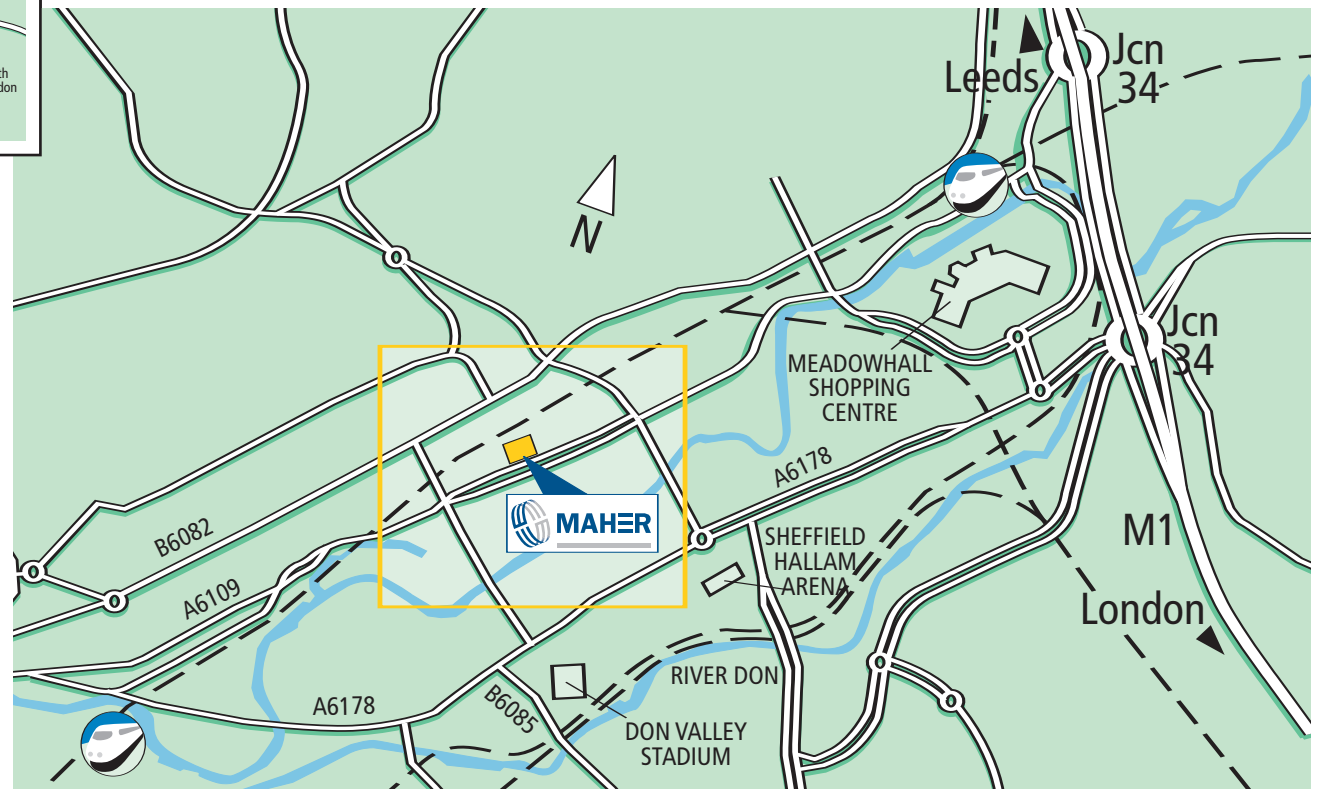 Jcn
34
Leeds
N
Jcn
34
MEADOWHALL
SHOPPING
CENTRE
A6178
B6082
MAHER
SHEFFIELD
HALLAM
ARENA
M1
A6109
London
RIVER DON
A6178
B6085
DON VALLEY
STADIUM